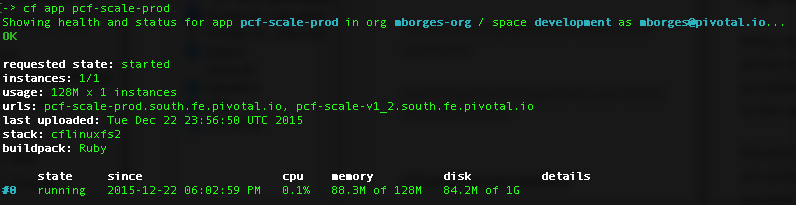 [-> cf app pcf-scale-prod
Showing health and status for app pcf-scale-prod in org mborges-org / space development as mborges@pivotal.io...
OK
requested state: started
instances: 1/1
usage: 128M x 1 instances
urls: pcf-scale-prod.south.fe.pivotal.io, pcf-scale-v1_2.south.fe.pivotal.io
last uploaded: Tue Dec 22 23:56:50 UTC 2015
stack: cflinuxfs2
buildpack: Ruby
state since cpu memory disk details
#0 running 2015-12-22 06:02:59 PM 0.1% 88.3M of 128M 84.2M of 1G